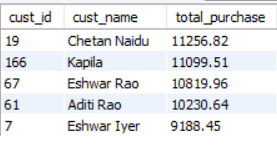 cust_id cust_name total_purchase
19 Chetan Naidu 11256.82
166 Kapila 11099.51
67 Eshwar Rao 10819.96
61 Aditi Rao 10230.64
7 Eshwar Iyer 9188.45